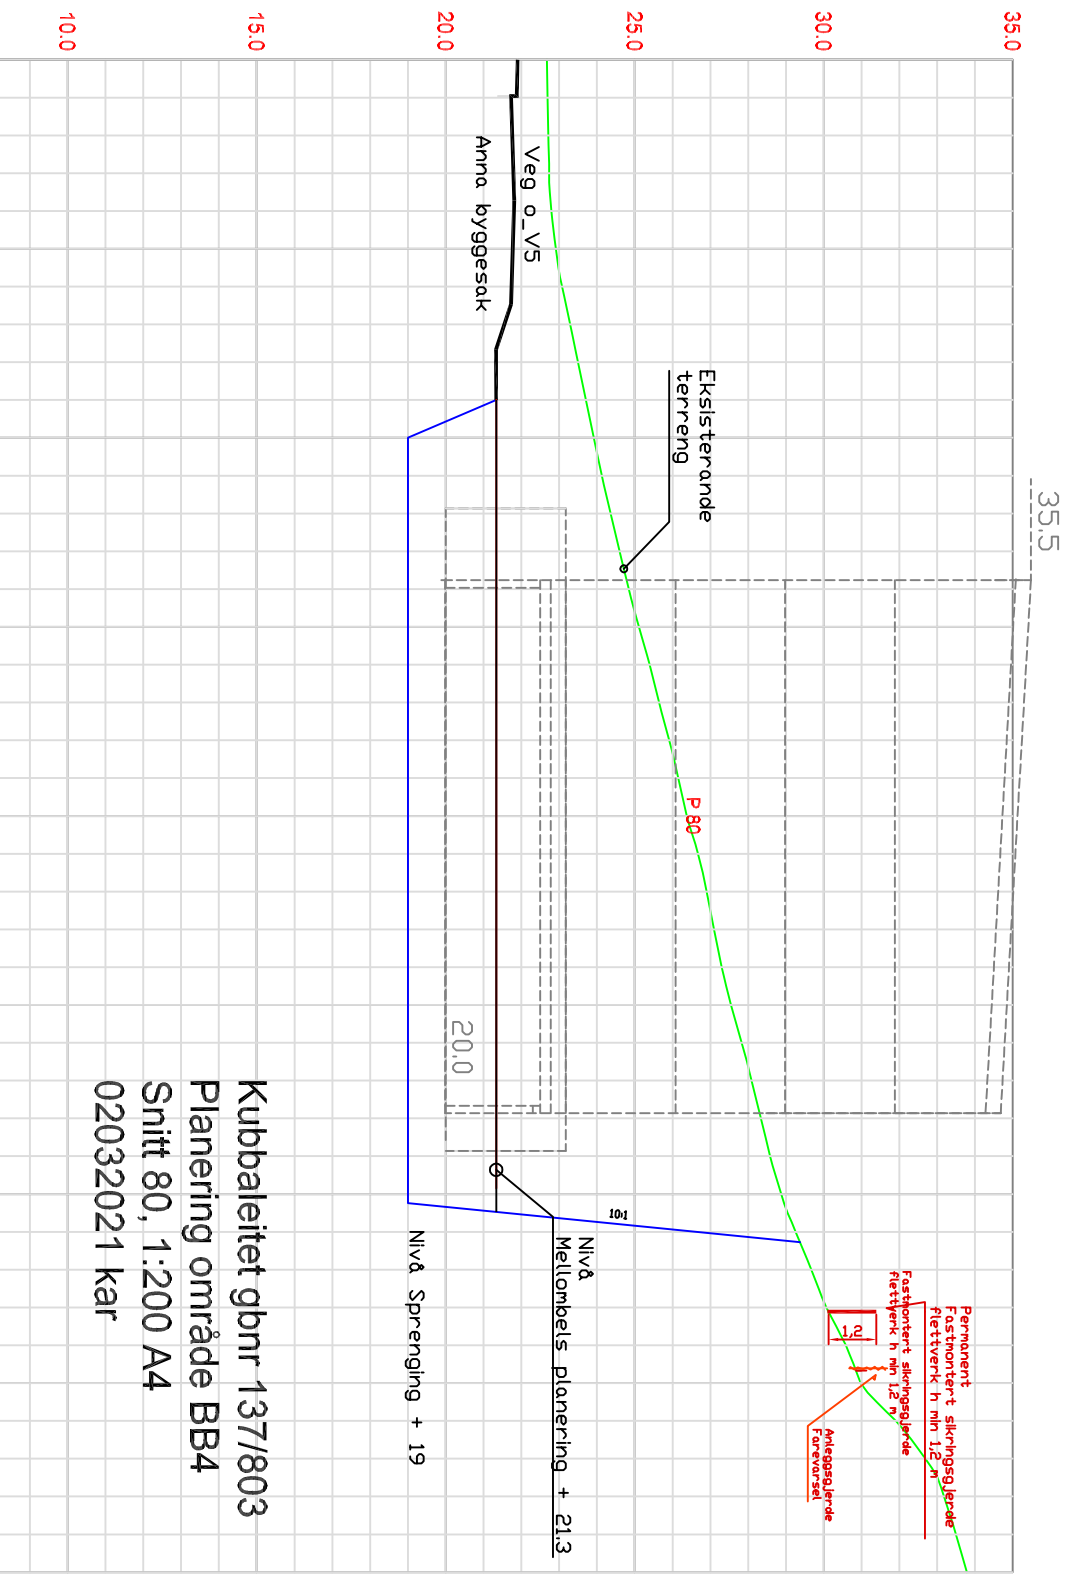 35.0
30.0
25.0
20.0
15.0
10.0
35.5
Eksisterande
terreng
Veg o_V5
Anna byggesak
P 80
20.0
10:1
Permanent
Fastmontert sikringsgjerde
flettverk h min 1,2 m
Fastmontert sikringsgjerde
flettverk h min 1,2 m
1,2
Anleggsgjerde
Farevarsel
Nivå
Mellombels planering + 21,3
Nivå Sprenging + 19
Kubbaleitet gbnr 137/803
Planering område BB4
Snitt 80, 1:200 A4
02032021 kar